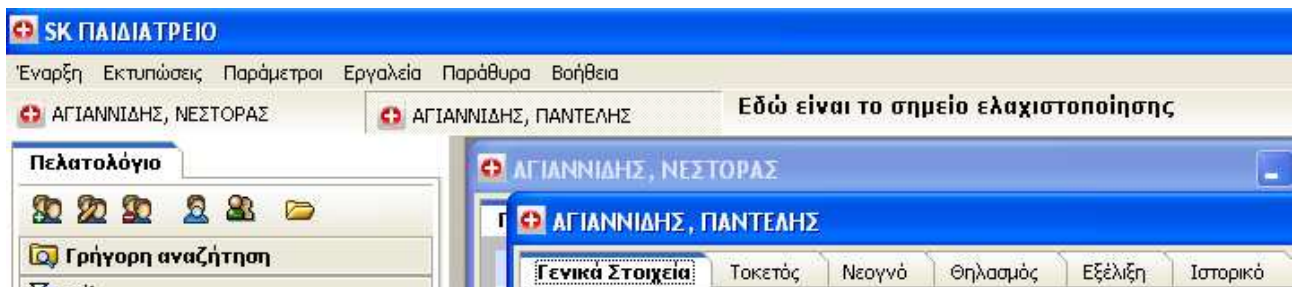 SK ΠΑΙΔΙΑΤΡΕΙΟ
Έναρξη Εκτυπώσεις Παράμετροι Εργαλεία Παράθυρα Βοήθεια
ΑΓΙΑΝΝΙΔΗΣ, ΝΕΣΤΟΡΑΣ ΑΓΙΑΝΝΙΔΗΣ, ΠΑΝΤΕΛΗΣ Εδώ είναι το σημείο ελαχιστοποίησης
Πελατολόγιο
ΑΓΙΑΝΝΙΔΗΣ, ΝΕΣΤΟΡΑΣ
ΑΓΙΑΝΝΙΔΗΣ, ΠΑΝΤΕΛΗΣ
Γρήγορη αναζήτηση
Γενικά Στοιχεία Τοκετός Νεογνό Θηλασμός Εξέλιξη Ιστορικό